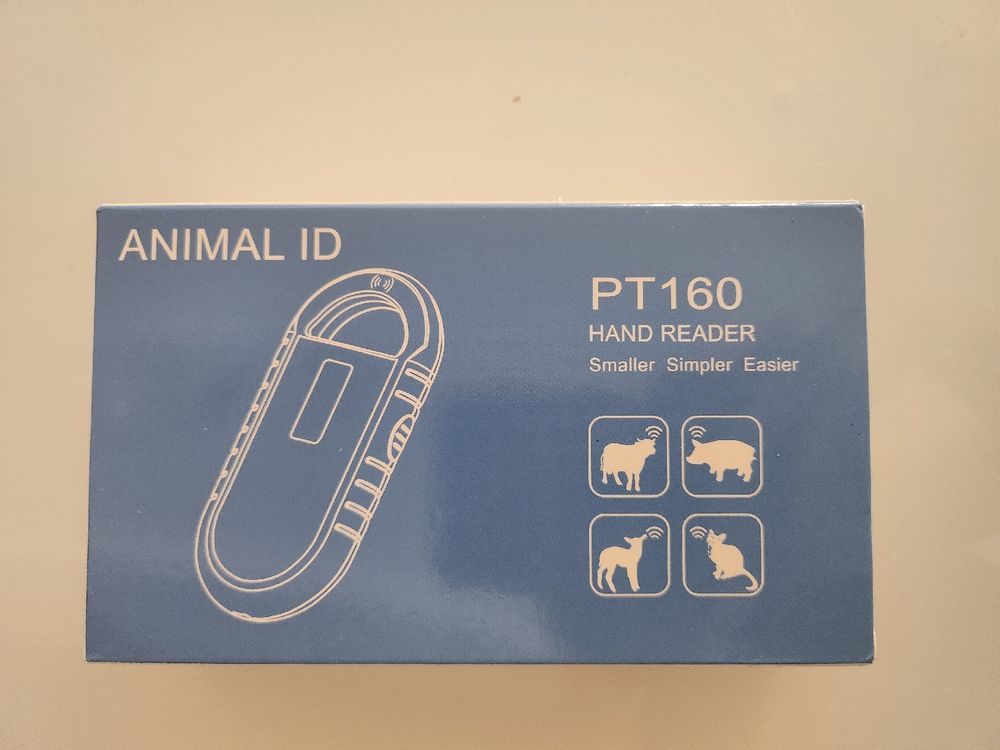 ANIMAL ID
PT160
HAND READER
Smaller Simpler Easier